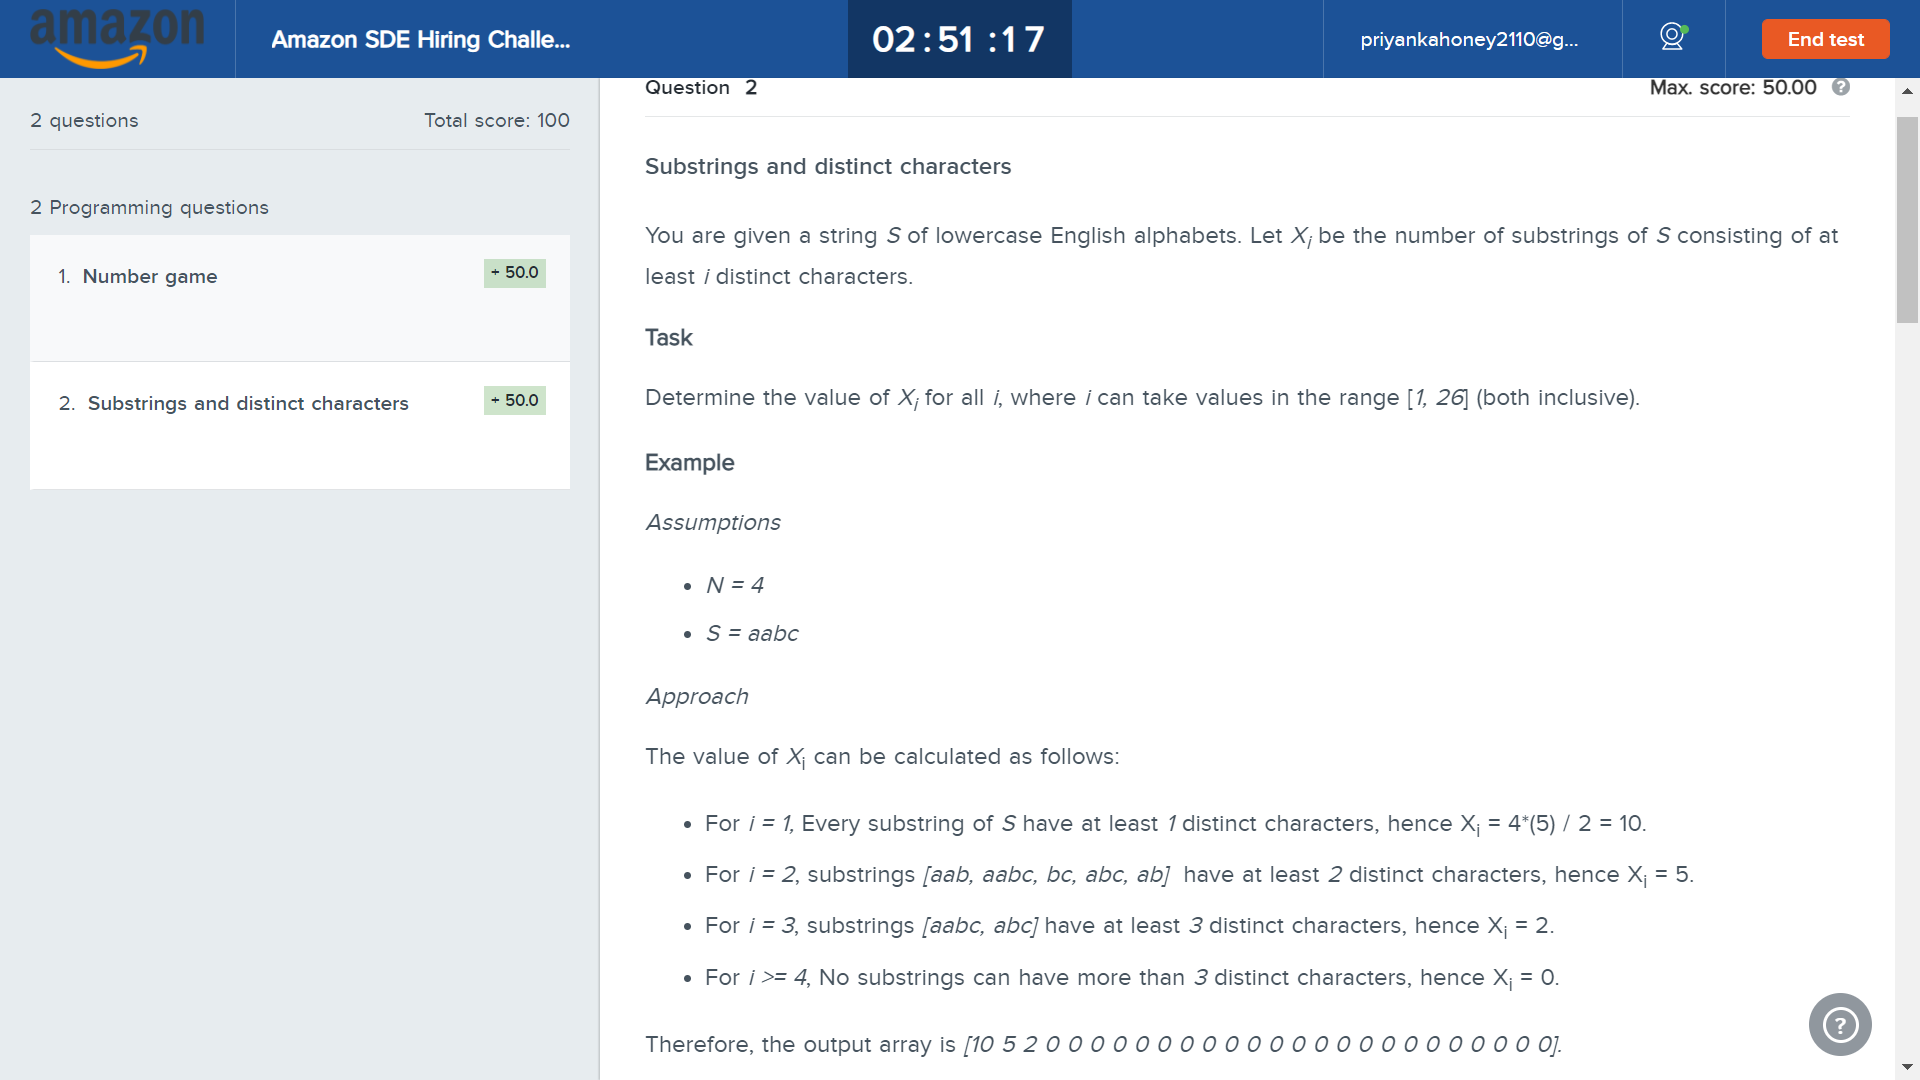 amazon
Amazon SDE Hiring Challe...
02 : 51 : 17
priyankahoney2110@g...
End test
2 questions
Total score: 100
2 Programming questions
1. Number game
+ 50.0
2. Substrings and distinct characters
+ 50.0
Question 2
Max. score: 50.00 ?
Substrings and distinct characters
You are given a string S of lowercase English alphabets. Let Xi be the number of substrings of S consisting of at
least i distinct characters.
Task
Determine the value of Xi for all i, where i can take values in the range [1, 26] (both inclusive).
Example
Assumptions
• N = 4
• S = aabc
Approach
The value of Xi can be calculated as follows:
• For i = 1, Every substring of S have at least 1 distinct characters, hence Xi = 4*(5) / 2 = 10.
• For i = 2, substrings [aab, aabc, bc, abc, ab] have at least 2 distinct characters, hence Xi = 5.
• For i = 3, substrings [aabc, abc] have at least 3 distinct characters, hence Xi = 2.
• For i >= 4, No substrings can have more than 3 distinct characters, hence Xi = 0.
Therefore, the output array is [10 5 2 0 0 0 0 0 0 0 0 0 0 0 0 0 0 0 0 0 0 0 0 0 0 0].
?